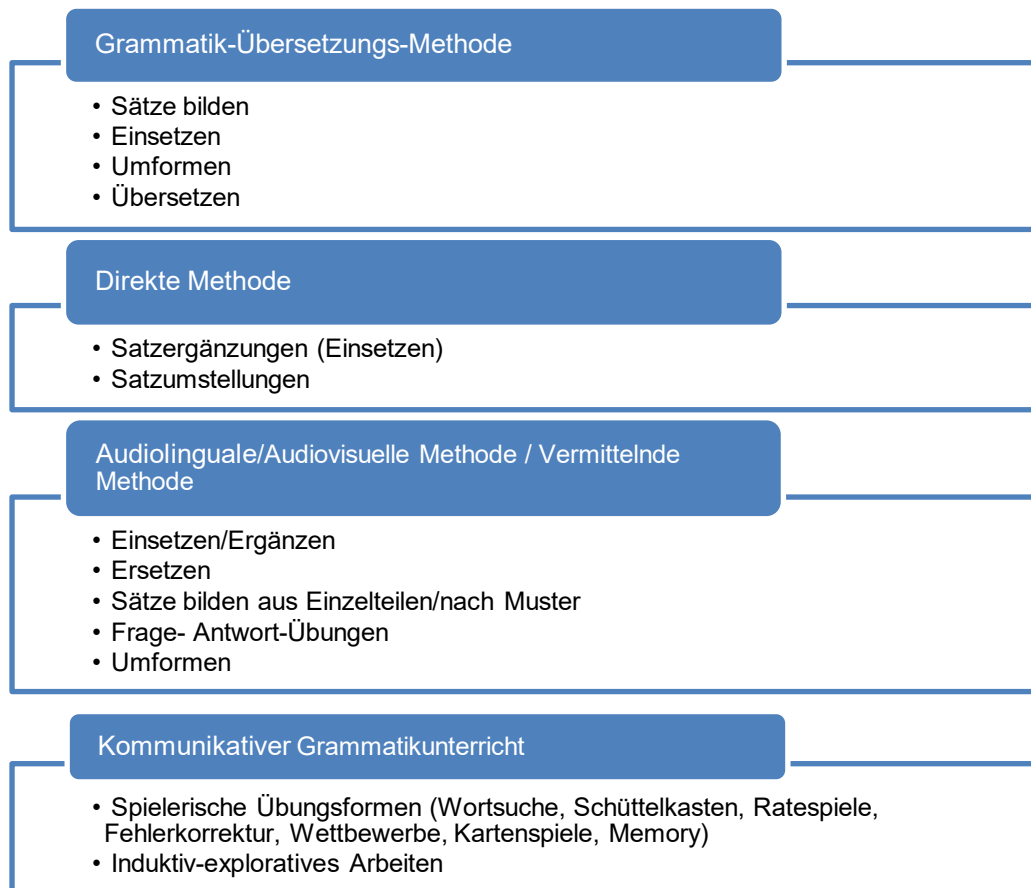 Grammatik-Übersetzungs-Methode
• Sätze bilden
• Einsetzen
• Umformen
• Übersetzen
Direkte Methode
• Satzergänzungen (Einsetzen)
• Satzumstellungen
Audiolinguale/Audiovisuelle Methode / Vermittelnde
Methode
• Einsetzen/Ergänzen
• Ersetzen
• Sätze bilden aus Einzelteilen/nach Muster
• Frage- Antwort-Übungen
• Umformen
Kommunikativer Grammatikunterricht
• Spielerische Übungsformen (Wortsuche, Schüttelkasten, Ratespiele,
Fehlerkorrektur, Wettbewerbe, Kartenspiele, Memory)
• Induktiv-exploratives Arbeiten